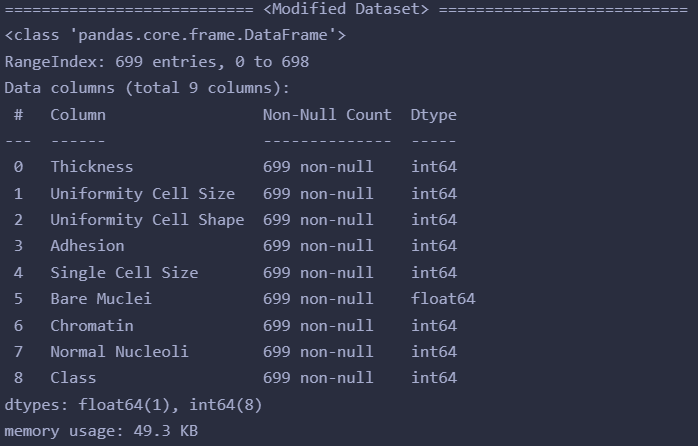 =========================== <Modified Dataset> ===========================
<class 'pandas.core.frame.DataFrame'>
RangeIndex: 699 entries, 0 to 698
Data columns (total 9 columns):
 #   Column                Non-Null Count  Dtype
---  ------                --------------  -----
 0   Thickness             699 non-null    int64
 1   Uniformity Cell Size  699 non-null    int64
 2   Uniformity Cell Shape 699 non-null    int64
 3   Adhesion              699 non-null    int64
 4   Single Cell Size      699 non-null    int64
 5   Bare Muclei           699 non-null    float64
 6   Chromatin             699 non-null    int64
 7   Normal Nucleoli       699 non-null    int64
 8   Class                 699 non-null    int64
dtypes: float64(1), int64(8)
memory usage: 49.3 KB